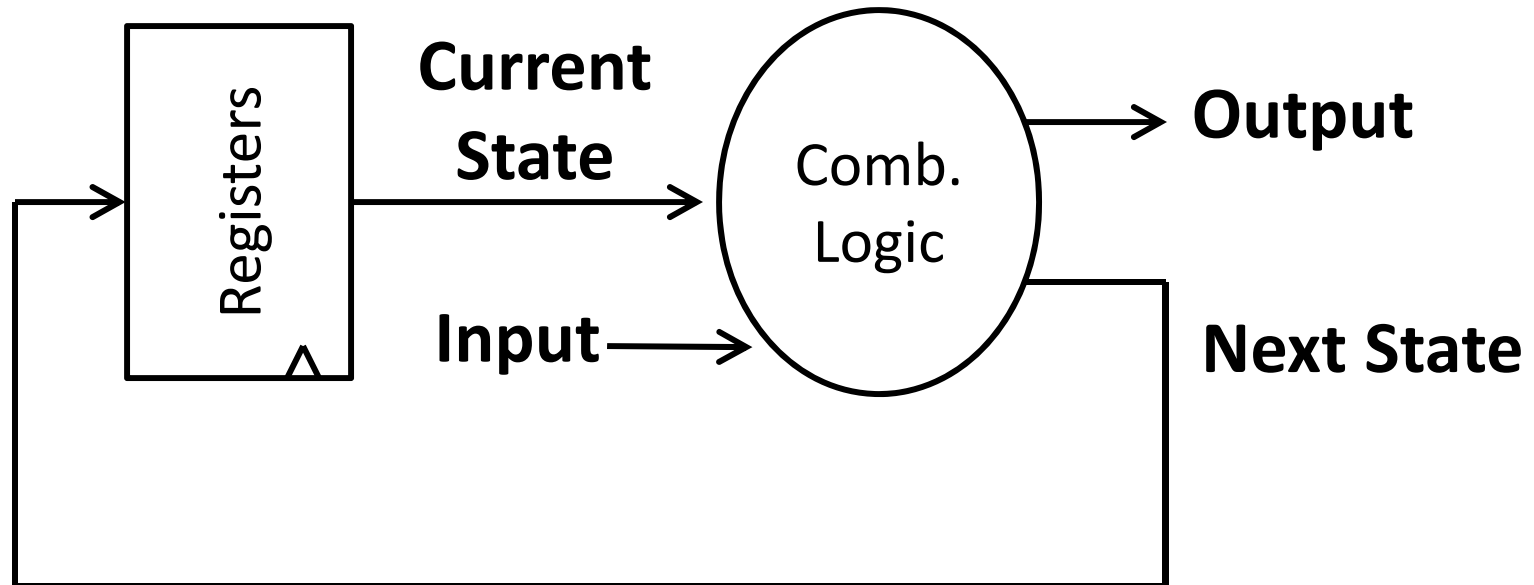 Registers
Current
State
Input
Comb.
Logic
Output
Next State